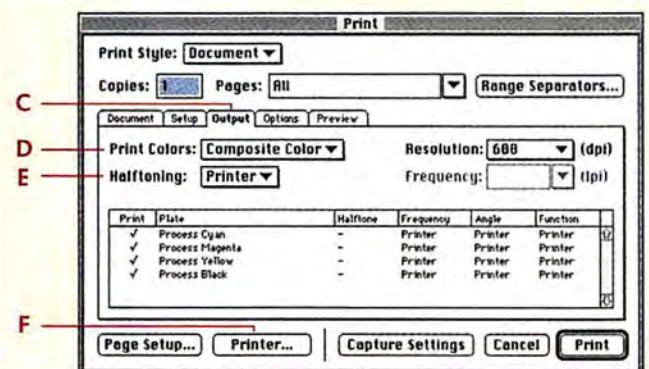 Print
Print Style: Document
Copies: 1 Pages: All Range Separators...
C
Document Setup Output Options Preview
D Print Colors: Composite Color Resolution: 600 (dpi)
E Halftoning: Printer Frequency: (lpi)
Print Plate Halftone Frequency Angle Function
✓ Process Cyan - Printer Printer Printer
✓ Process Magenta - Printer Printer Printer
✓ Process Yellow - Printer Printer Printer
✓ Process Black - Printer Printer Printer
F
Page Setup... Printer... Capture Settings Cancel Print